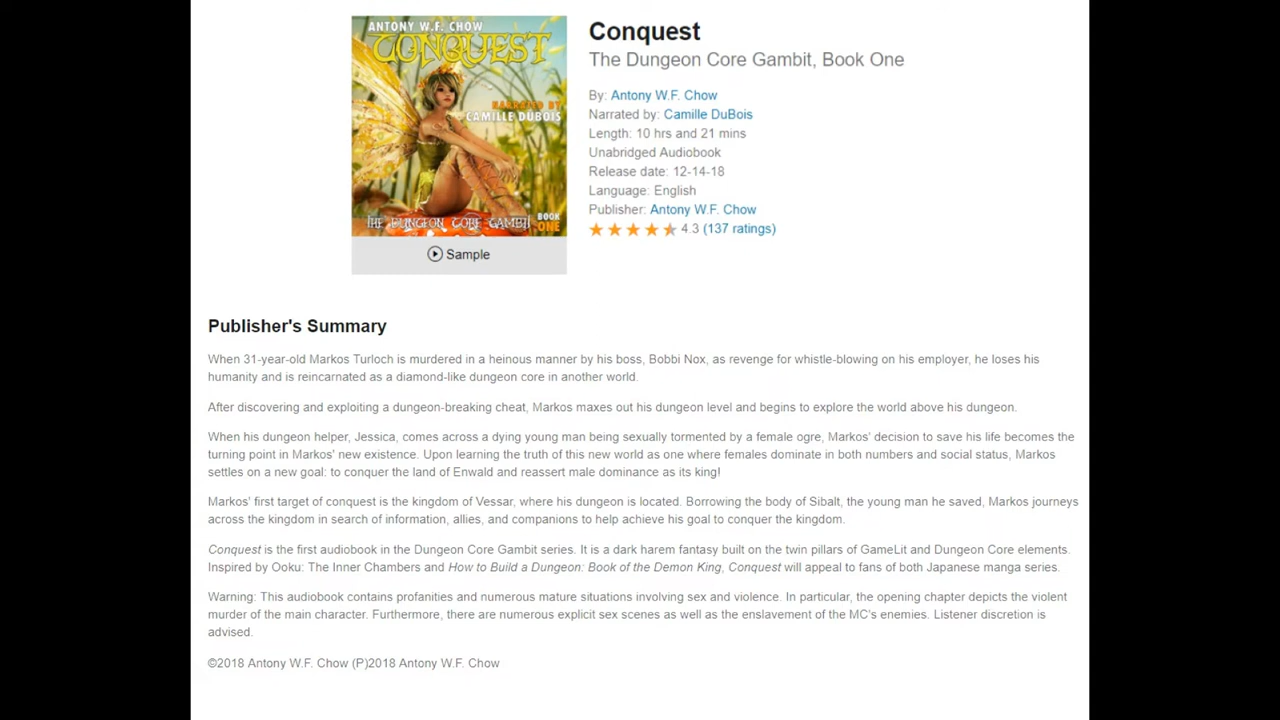 ANTONY W.F. CHOW
CONQUEST
NARRATED BY
CAMILLE DUBOIS
THE DUNGEON CORE GAMBIT
BOOK
ONE
Sample
Conquest
The Dungeon Core Gambit, Book One
By: Antony W.F. Chow
Narrated by: Camille DuBois
Length: 10 hrs and 21 mins
Unabridged Audiobook
Release date: 12-14-18
Language: English
Publisher: Antony W.F. Chow
4.3 (137 ratings)
Publisher's Summary
When 31-year-old Markos Turloch is murdered in a heinous manner by his boss, Bobbi Nox, as revenge for whistle-blowing on his employer, he loses his
humanity and is reincarnated as a diamond-like dungeon core in another world.
After discovering and exploiting a dungeon-breaking cheat, Markos maxes out his dungeon level and begins to explore the world above his dungeon.
When his dungeon helper, Jessica, comes across a dying young man being sexually tormented by a female ogre, Markos' decision to save his life becomes the
turning point in Markos' new existence. Upon learning the truth of this new world as one where females dominate in both numbers and social status, Markos
settles on a new goal: to conquer the land of Enwald and reassert male dominance as its king!
Markos' first target of conquest is the kingdom of Vessar, where his dungeon is located. Borrowing the body of Sibalt, the young man he saved, Markos journeys
across the kingdom in search of information, allies, and companions to help achieve his goal to conquer the kingdom.
Conquest is the first audiobook in the Dungeon Core Gambit series. It is a dark harem fantasy built on the twin pillars of GameLit and Dungeon Core elements.
Inspired by Ooku: The Inner Chambers and How to Build a Dungeon: Book of the Demon King, Conquest will appeal to fans of both Japanese manga series.
Warning: This audiobook contains profanities and numerous mature situations involving sex and violence. In particular, the opening chapter depicts the violent
murder of the main character. Furthermore, there are numerous explicit sex scenes as well as the enslavement of the MC's enemies. Listener discretion is
advised.
©2018 Antony W.F. Chow (P)2018 Antony W.F. Chow